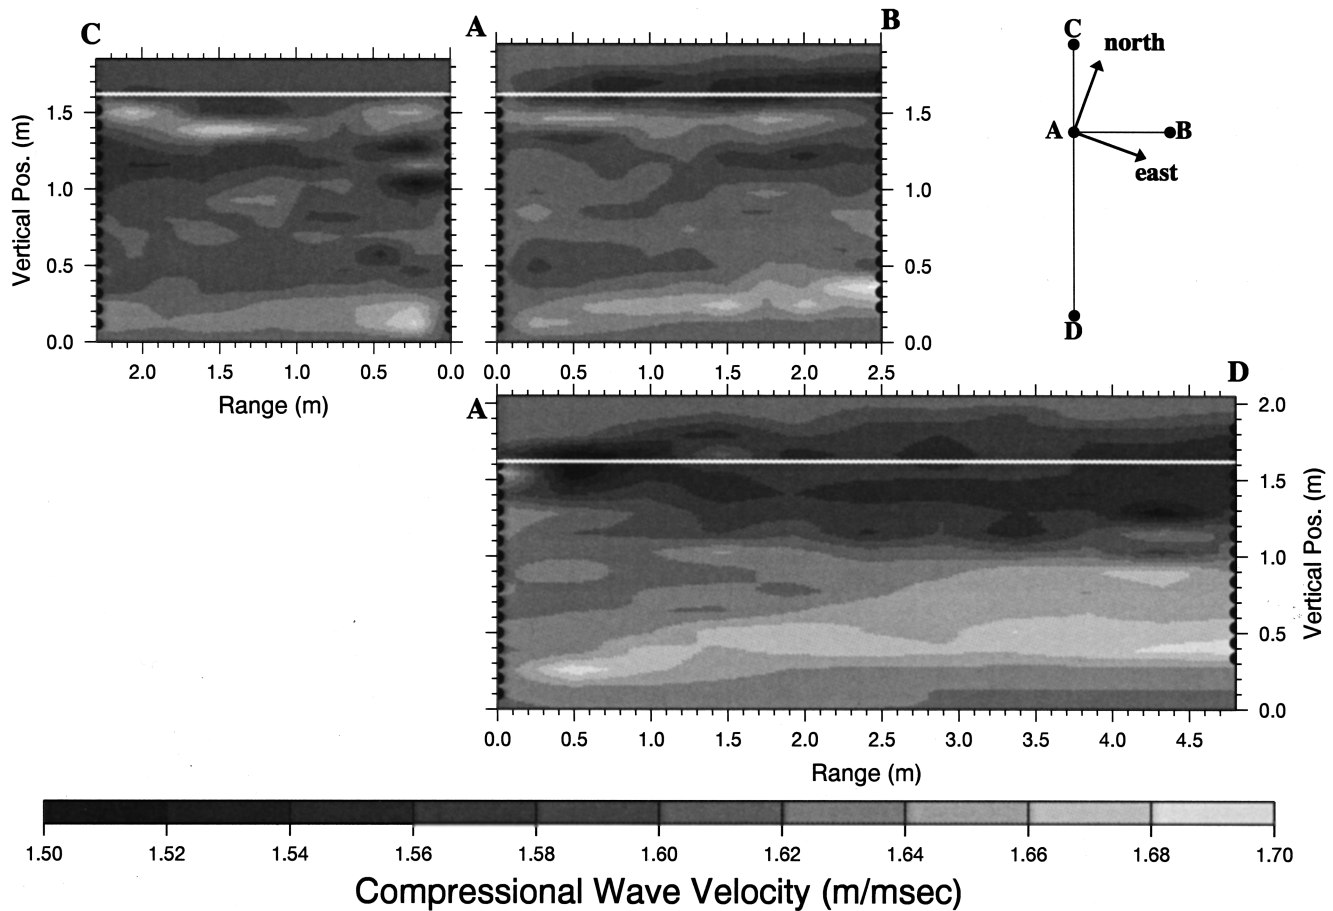 C
A
B
C
north
A
B
east
D
Vertical Pos. (m)
1.5
1.0
0.5
0.0
1.5
1.0
0.5
0.0
2.0 1.5 1.0 0.5 0.0
0.0 0.5 1.0 1.5 2.0 2.5
Range (m)
A
D
2.0
1.5
1.0
0.5
0.0
Vertical Pos. (m)
0.0 0.5 1.0 1.5 2.0 2.5 3.0 3.5 4.0 4.5
Range (m)
1.50 1.52 1.54 1.56 1.58 1.60 1.62 1.64 1.66 1.68 1.70
Compressional Wave Velocity (m/msec)